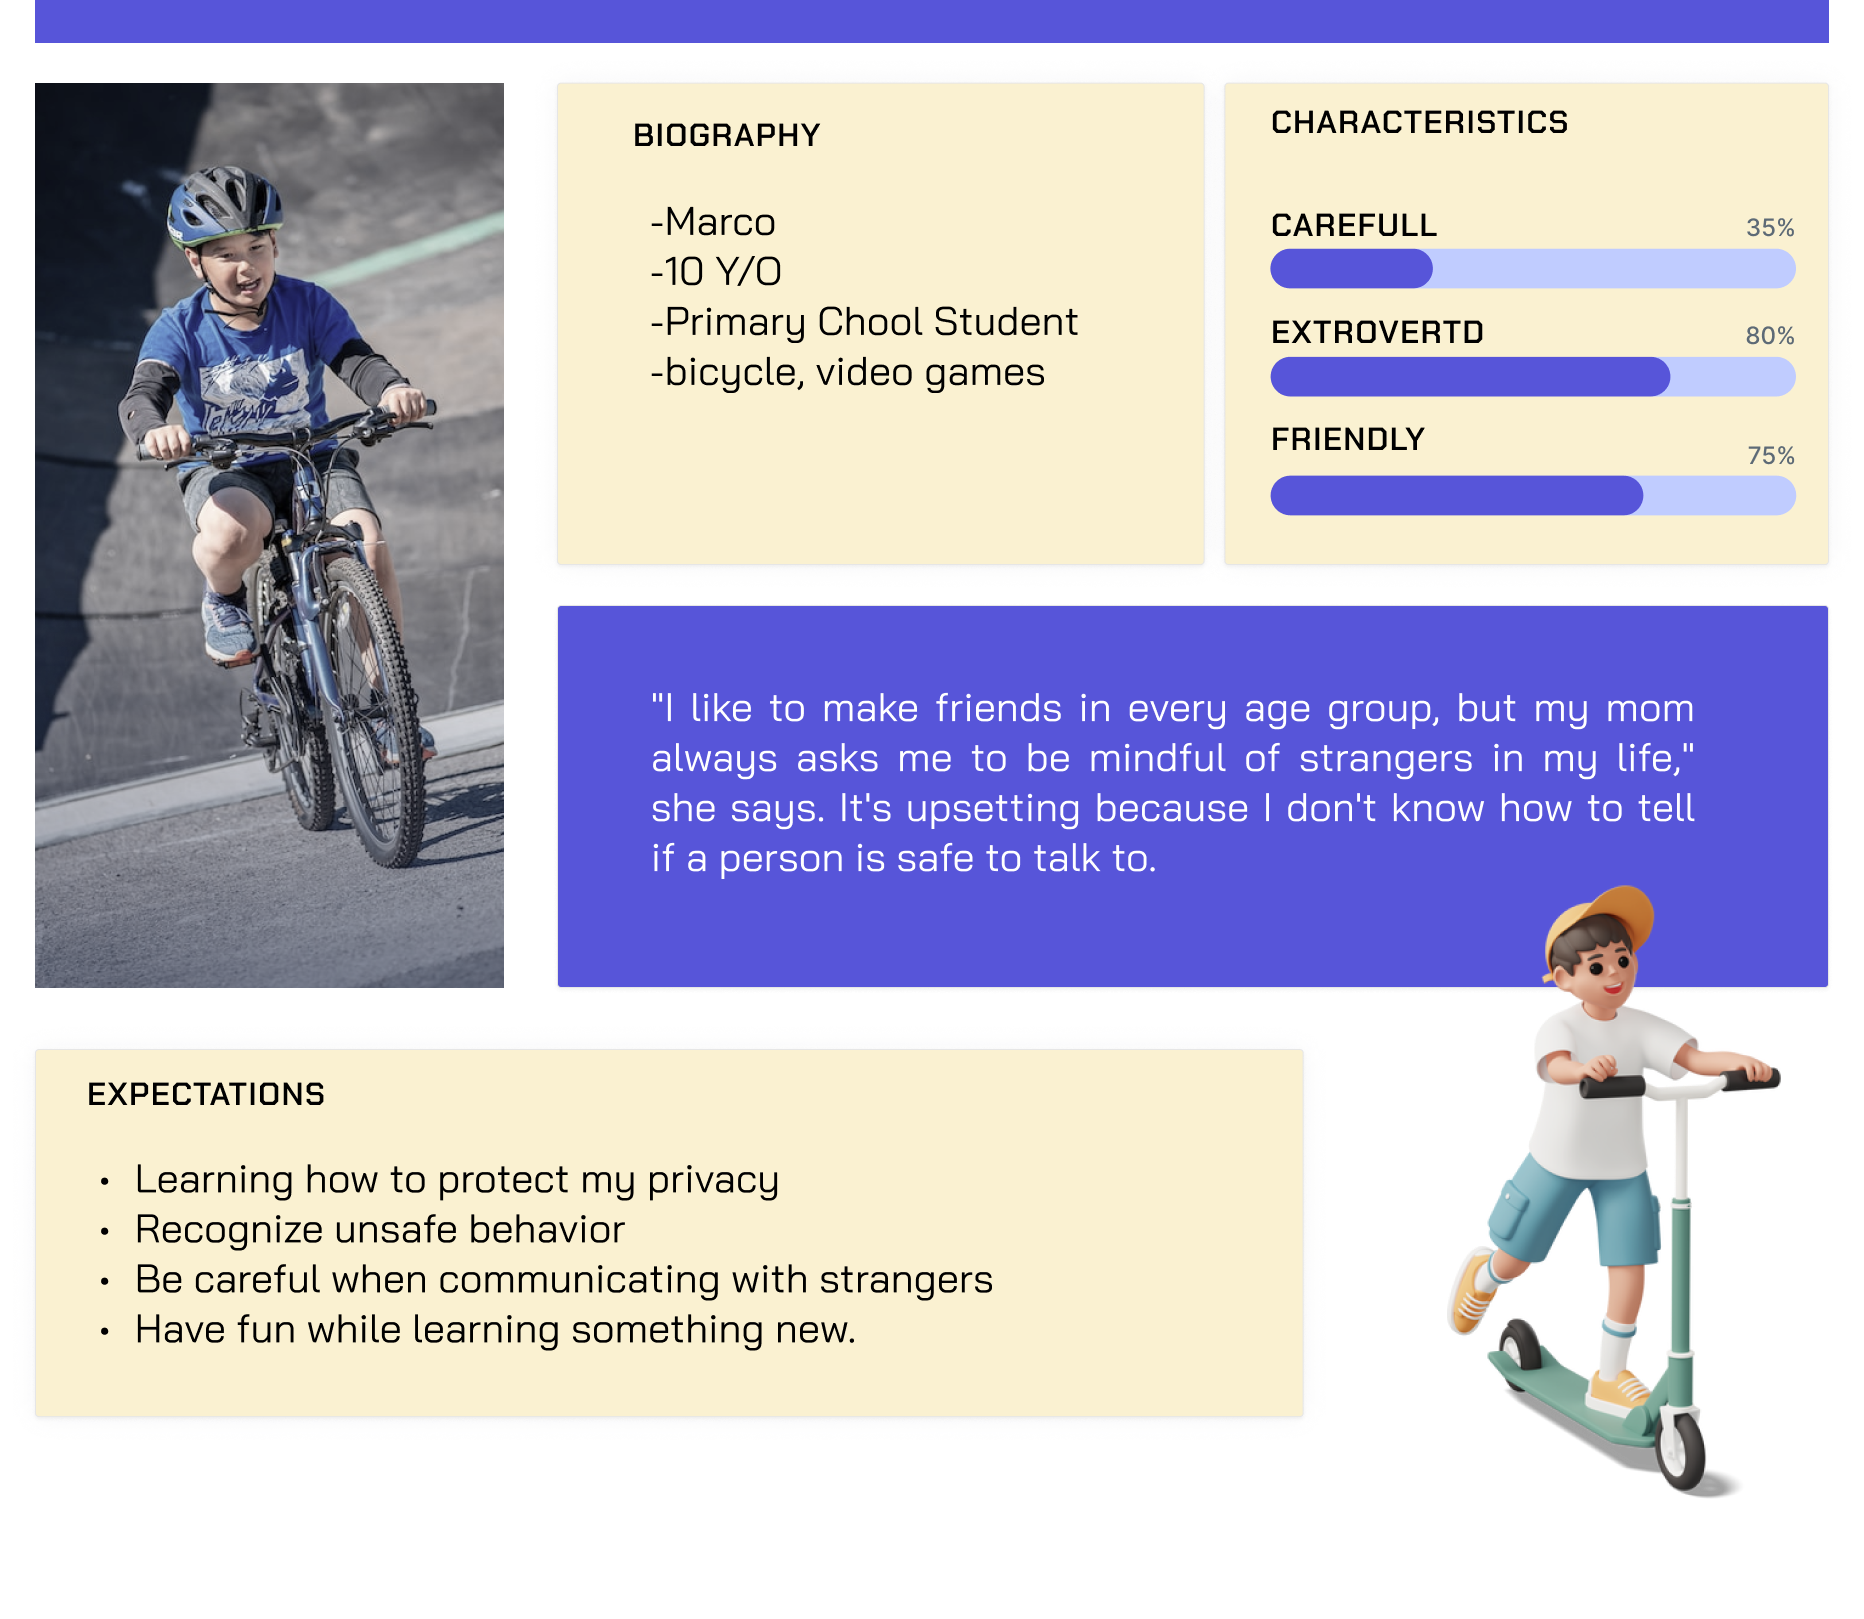 BIOGRAPHY
-Marco
-10 Y/O
-Primary Chool Student
-bicycle, video games
CHARACTERISTICS
CAREFULL
35%
EXTROVERTD
80%
FRIENDLY
75%
"I like to make friends in every age group, but my mom
always asks me to be mindful of strangers in my life,"
she says. It's upsetting because I don't know how to tell
if a person is safe to talk to.
EXPECTATIONS
• Learning how to protect my privacy
• Recognize unsafe behavior
• Be careful when communicating with strangers
• Have fun while learning something new.